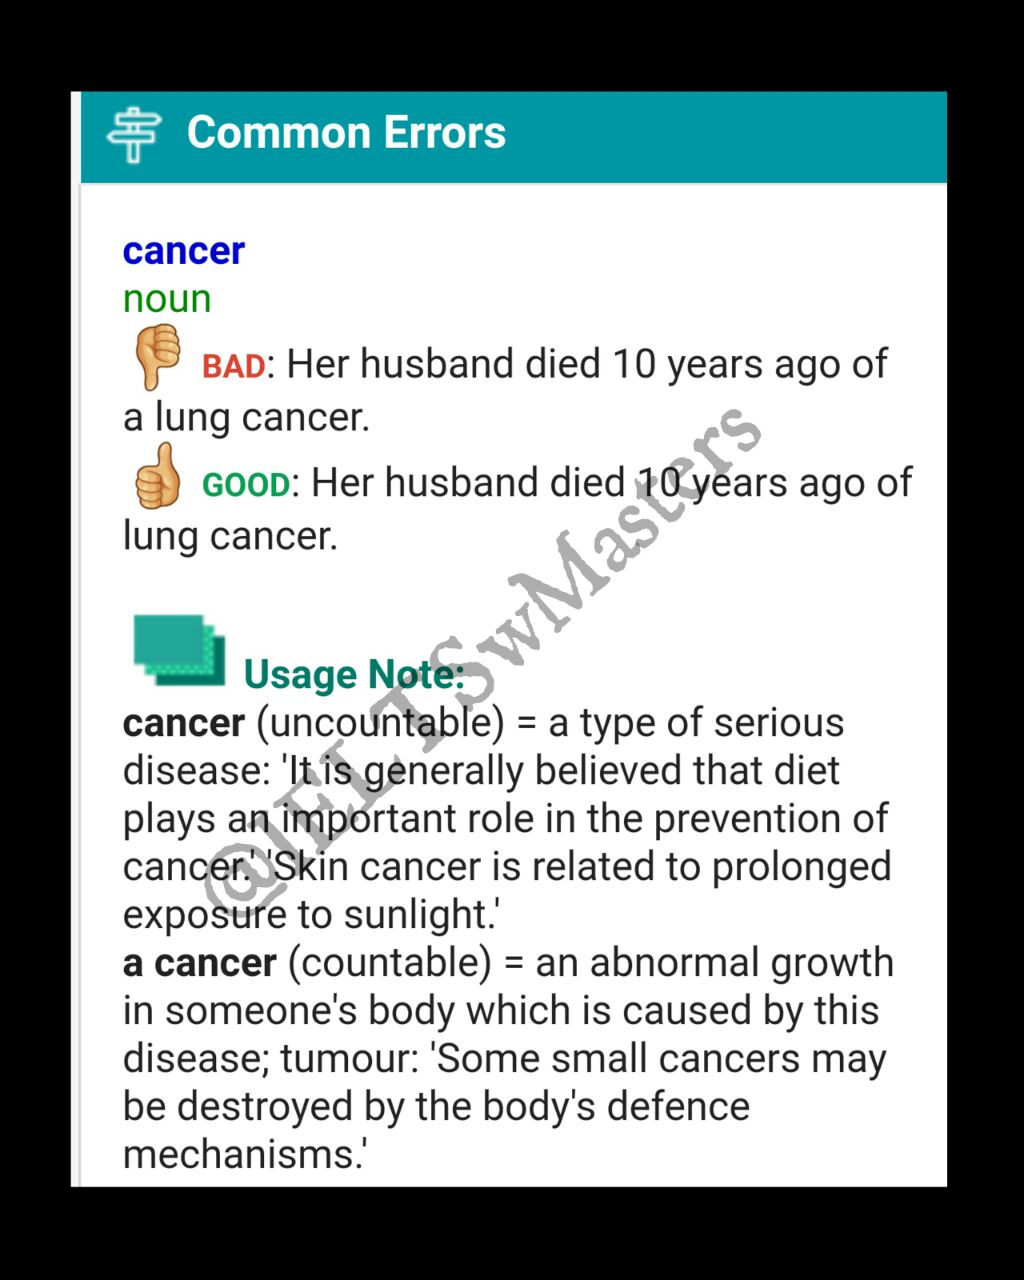 Common Errors
cancer
noun
BAD: Her husband died 10 years ago of
a lung cancer.
GOOD: Her husband died 10 years ago of
lung cancer.
Usage Note:
cancer (uncountable) = a type of serious
disease: 'It is generally believed that diet
plays an important role in the prevention of
cancer.' 'Skin cancer is related to prolonged
exposure to sunlight.'
a cancer (countable) = an abnormal growth
in someone's body which is caused by this
disease; tumour: 'Some small cancers may
be destroyed by the body's defence
mechanisms.'
@IELTSwMasters